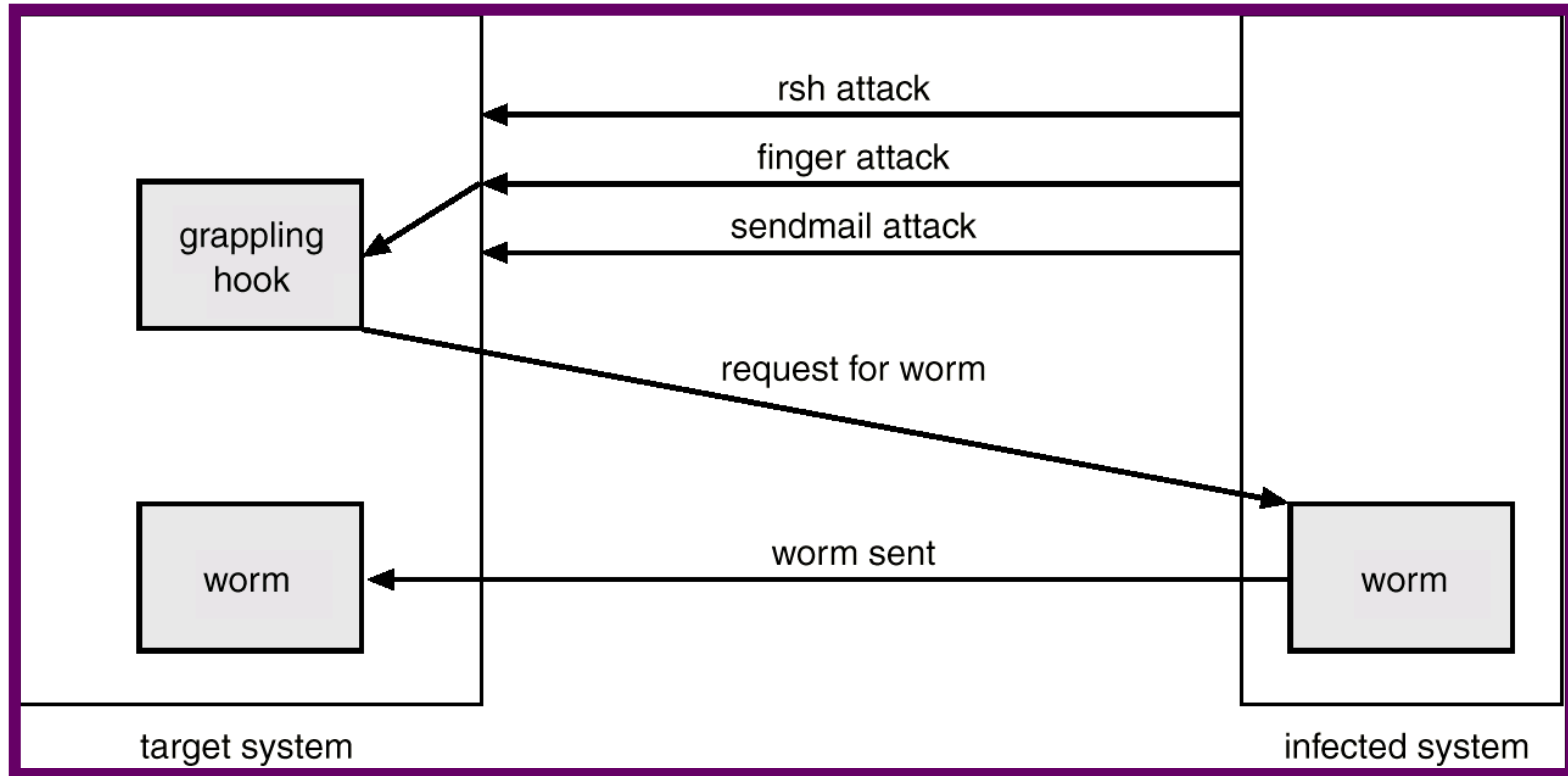 rsh attack
finger attack
sendmail attack
grappling
hook
request for worm
worm sent
worm
worm
target system
infected system